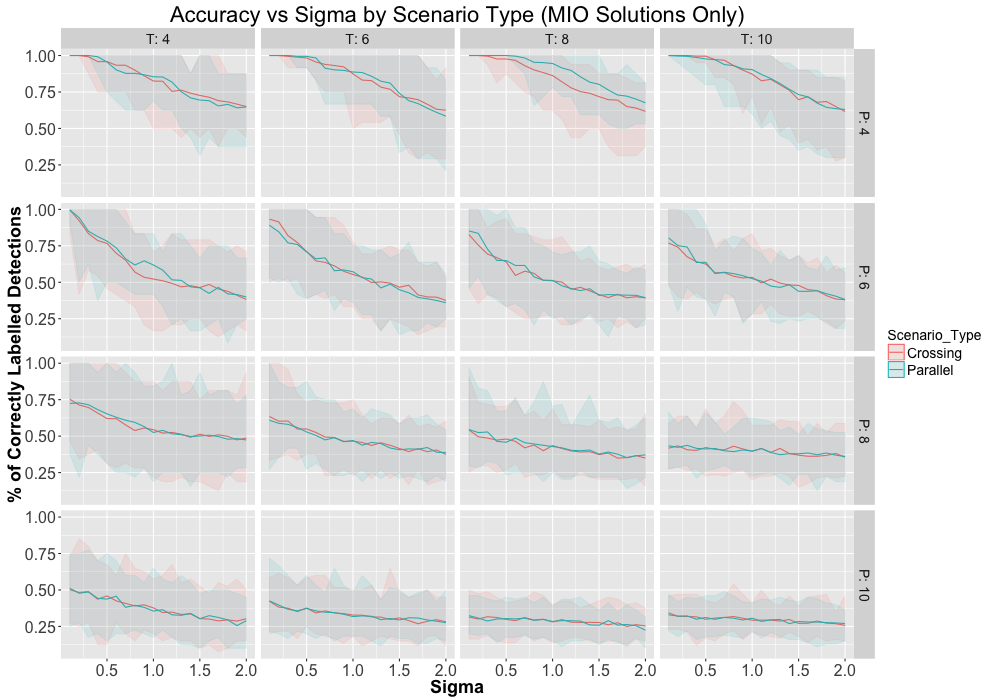 Accuracy vs Sigma by Scenario Type (MIO Solutions Only)
T: 4 T: 6 T: 8 T: 10
1.00
0.75
0.50
0.25
P: 4
1.00
0.75
0.50
0.25
P: 6
1.00
0.75
0.50
0.25
P: 8
1.00
0.75
0.50
0.25
P: 10
% of Correctly Labelled Detections
0.5 1.0 1.5 2.0 0.5 1.0 1.5 2.0 0.5 1.0 1.5 2.0 0.5 1.0 1.5 2.0
Sigma
Scenario_Type
Crossing
Parallel